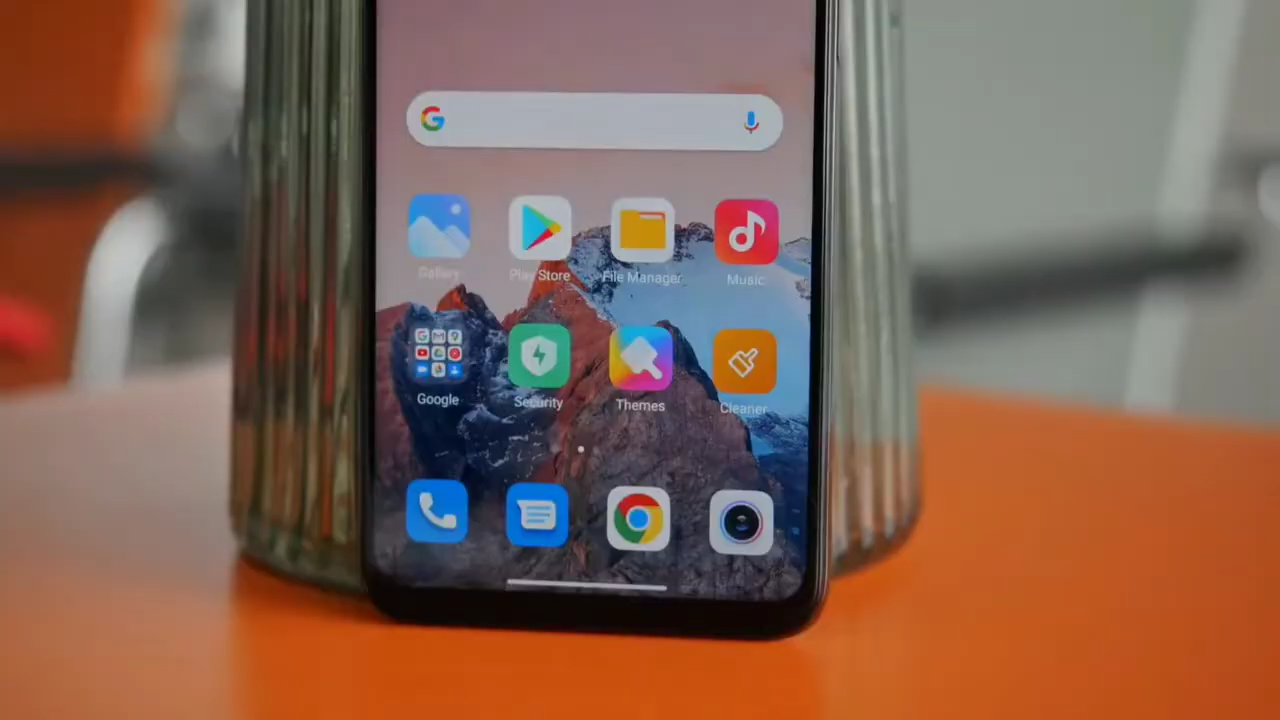 Gallery
Play Store
File Manager
Music
Google
Security
Themes
Cleaner